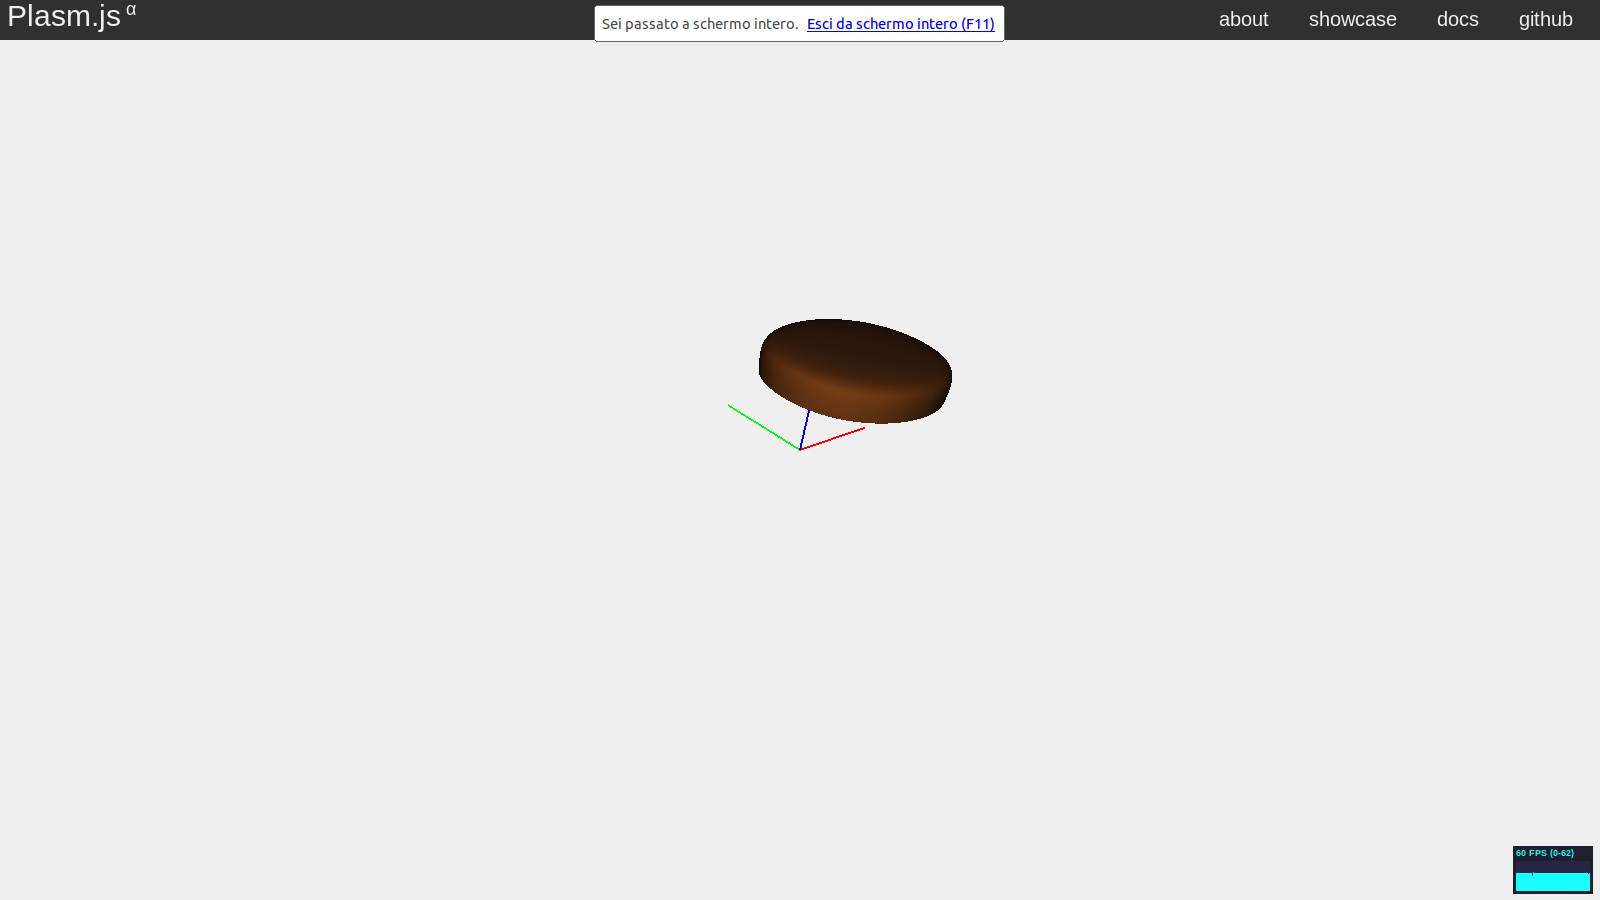 Plasm.js α
Sei passato a schermo intero. Esci da schermo intero (F11)
about showcase docs github
60 FPS (0-62)